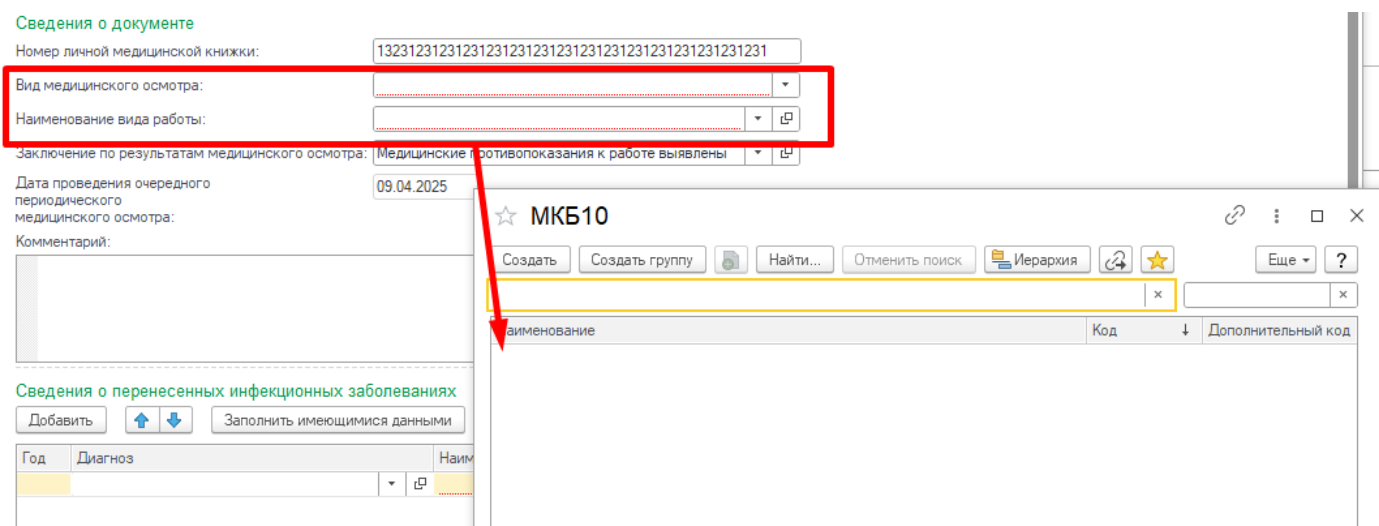 Сведения о документе
Номер личной медицинской книжки: 13231231231231231231231231231231231231231231231231
Вид медицинского осмотра:
Наименование вида работы:
Заключение по результатам медицинского осмотра: Медицинские противопоказания к работе выявлены
Дата проведения очередного
периодического
медицинского осмотра:
09.04.2025
Комментарий:
Сведения о перенесенных инфекционных заболеваниях
Добавить Заполнить имеющимися данными
Год Диагноз Наим
МКБ10
Создать Создать группу Найти... Отменить поиск Иерархия Еще ?
Наименование Код Дополнительный код